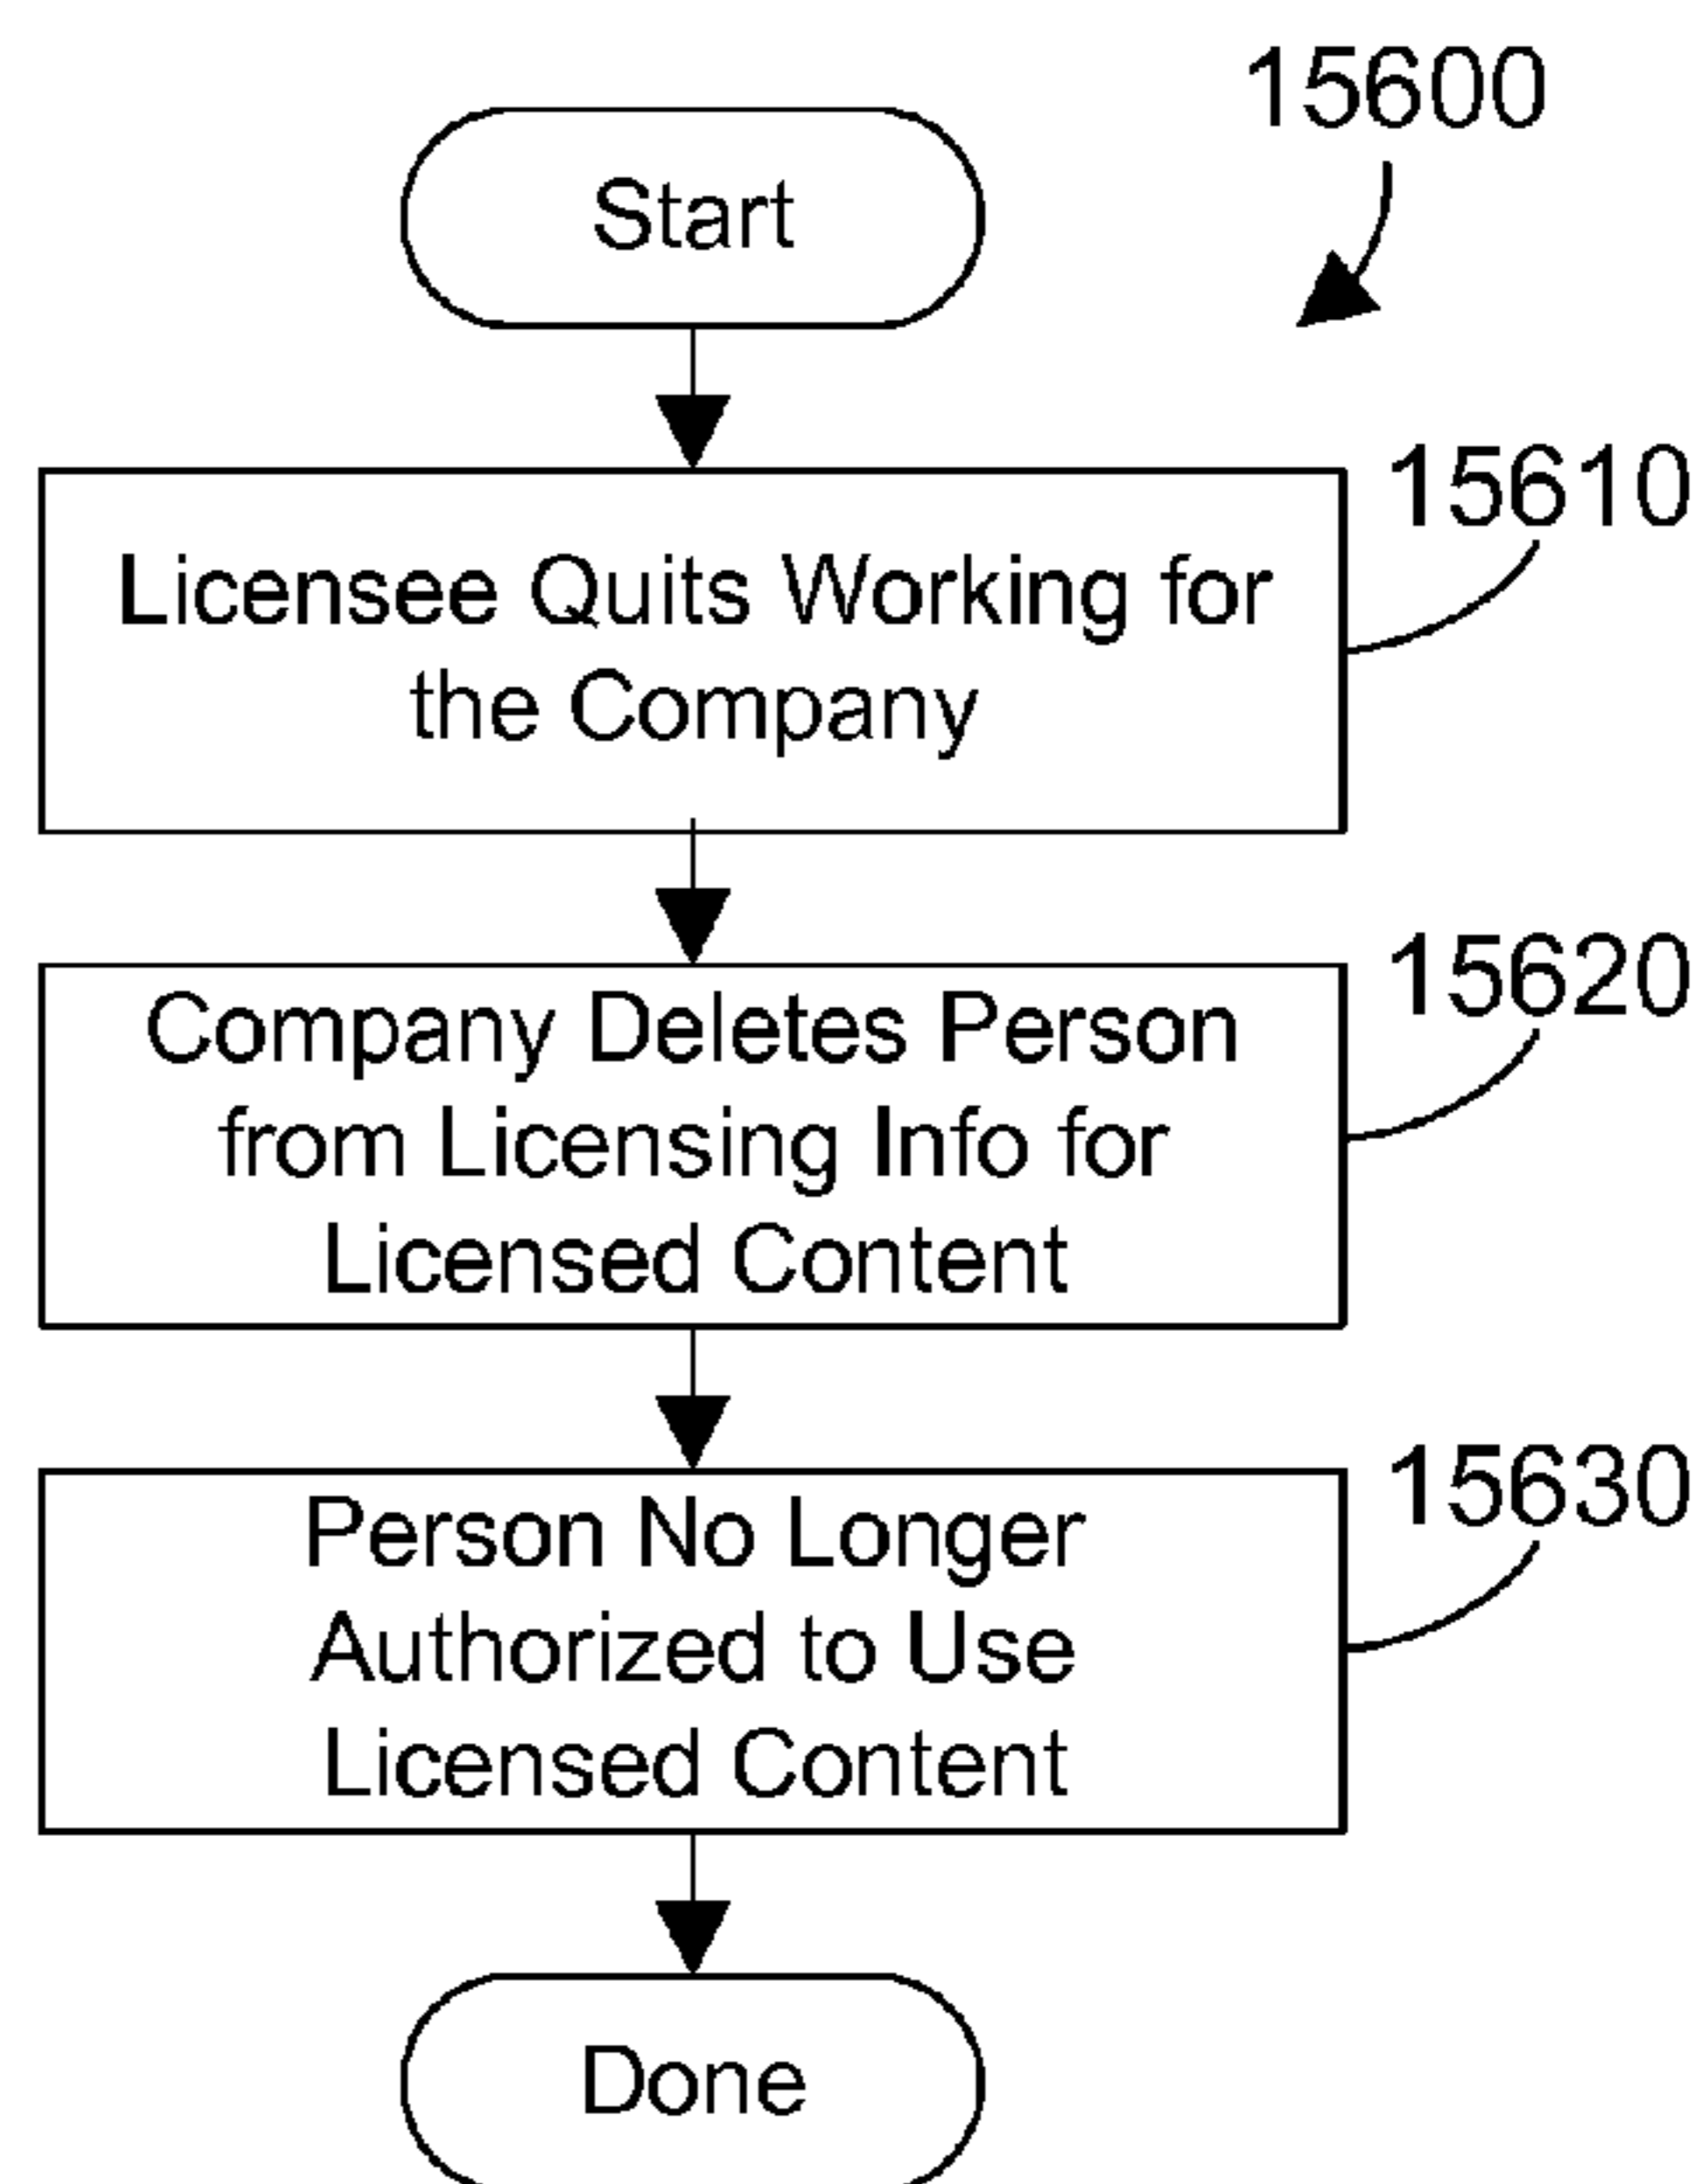 15600
Start
15610
Licensee Quits Working for
the Company
15620
Company Deletes Person
from Licensing Info for
Licensed Content
15630
Person No Longer
Authorized to Use
Licensed Content
Done